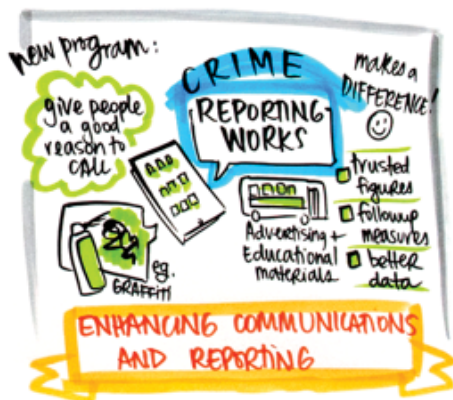 new program:
give people
a good
reason to
CALL
CRIME
REPORTING
WORKS
makes a
DIFFERENCE!
trusted
figures
followup
measures
better
data
Advertising +
Educational
materials
eg.
GRAFFITI
ENHANCING COMMUNICATIONS
AND REPORTING